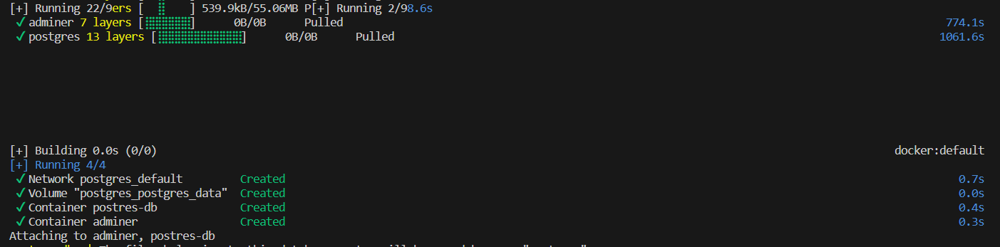 [+] Running 22/9ers [ ⣿ ] 539.9kB/55.06MB P[+] Running 2/98.6s
✔ adminer 7 layers [⣿⣿⣿⣿⣿⣿⣿] 0B/0B Pulled 774.1s
✔ postgres 13 layers [⣿⣿⣿⣿⣿⣿⣿⣿⣿⣿⣿⣿⣿] 0B/0B Pulled 1061.6s
[+] Building 0.0s (0/0) docker:default
[+] Running 4/4
✔ Network postgres_default Created 0.7s
✔ Volume "postgres_postgres_data" Created 0.0s
✔ Container postres-db Created 0.4s
✔ Container adminer Created 0.3s
Attaching to adminer, postres-db